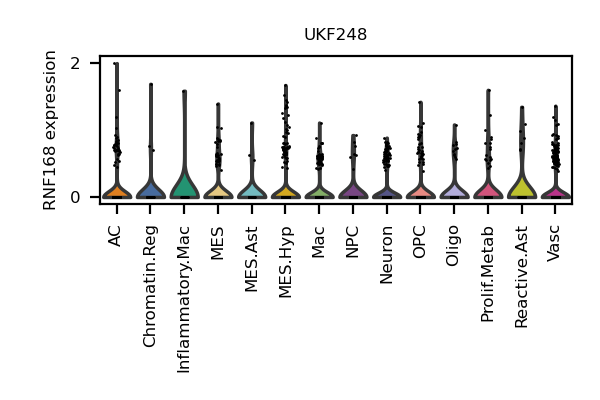 UKF248
RNF168 expression
2
0
AC
Chromatin.Reg
Inflammatory.Mac
MES
MES.Ast
MES.Hyp
Mac
NPC
Neuron
OPC
Oligo
Prolif.Metab
Reactive.Ast
Vasc